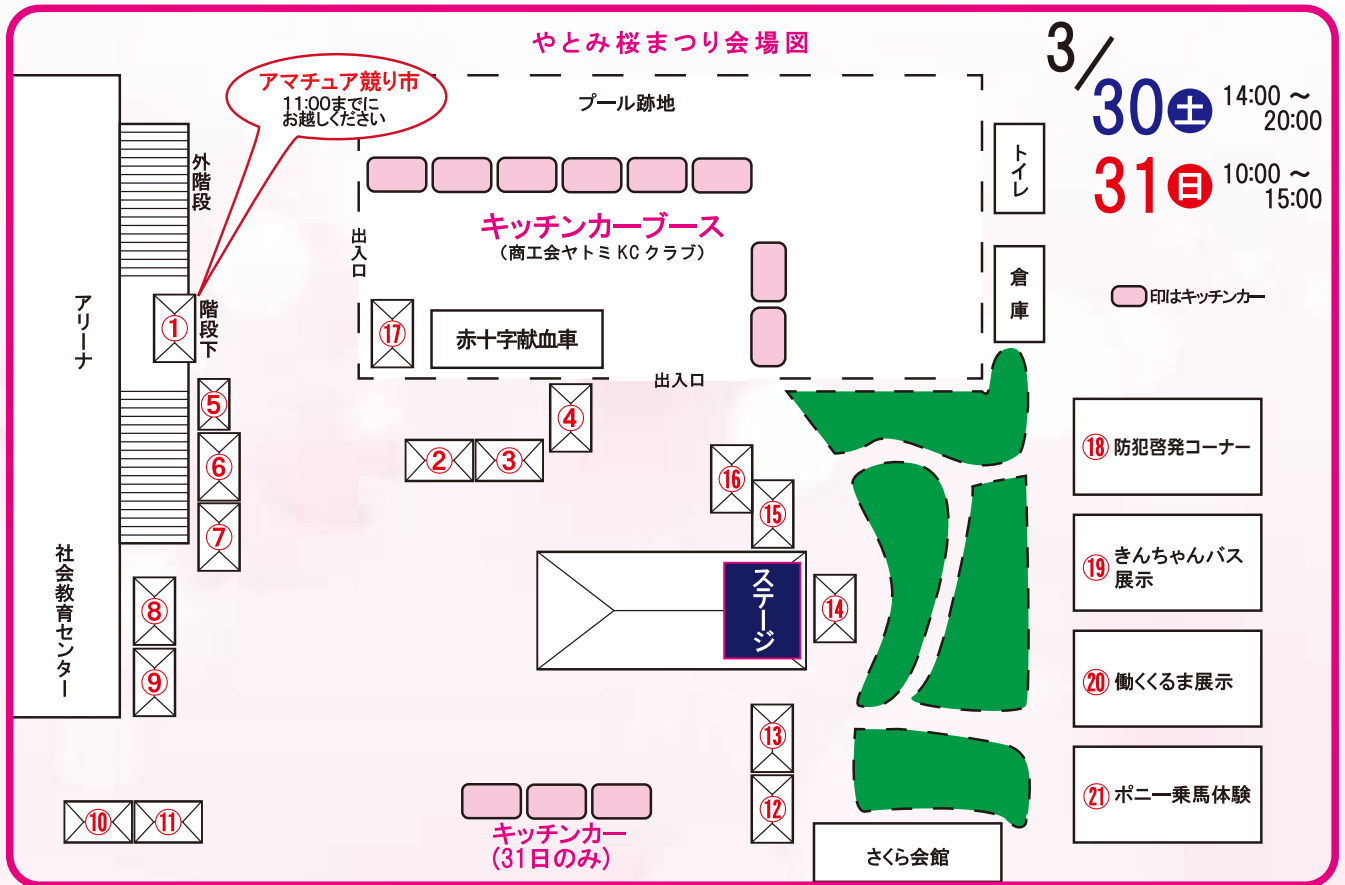 やとみ桜まつり会場図
3/
30土 14:00～
20:00
31日 10:00～
15:00
印はキッチンカー
アマチュア競り市
11:00までに
お越しください
プール跡地
外階段
トイレ
キッチンカーブース
（商工会ヤトミKCクラブ）
出入口
倉庫
アリーナ
①
階段下
⑰
赤十字献血車
出入口
⑤
④
⑥
②
③
⑯
⑮
⑦
⑱防犯啓発コーナー
⑲きんちゃんバス
展示
⑳働くくるま展示
㉑ポニー乗馬体験
社会教育センター
ステージ
⑧
⑭
⑨
⑬
⑩
⑪
⑫
キッチンカー
(31日のみ)
さくら会館